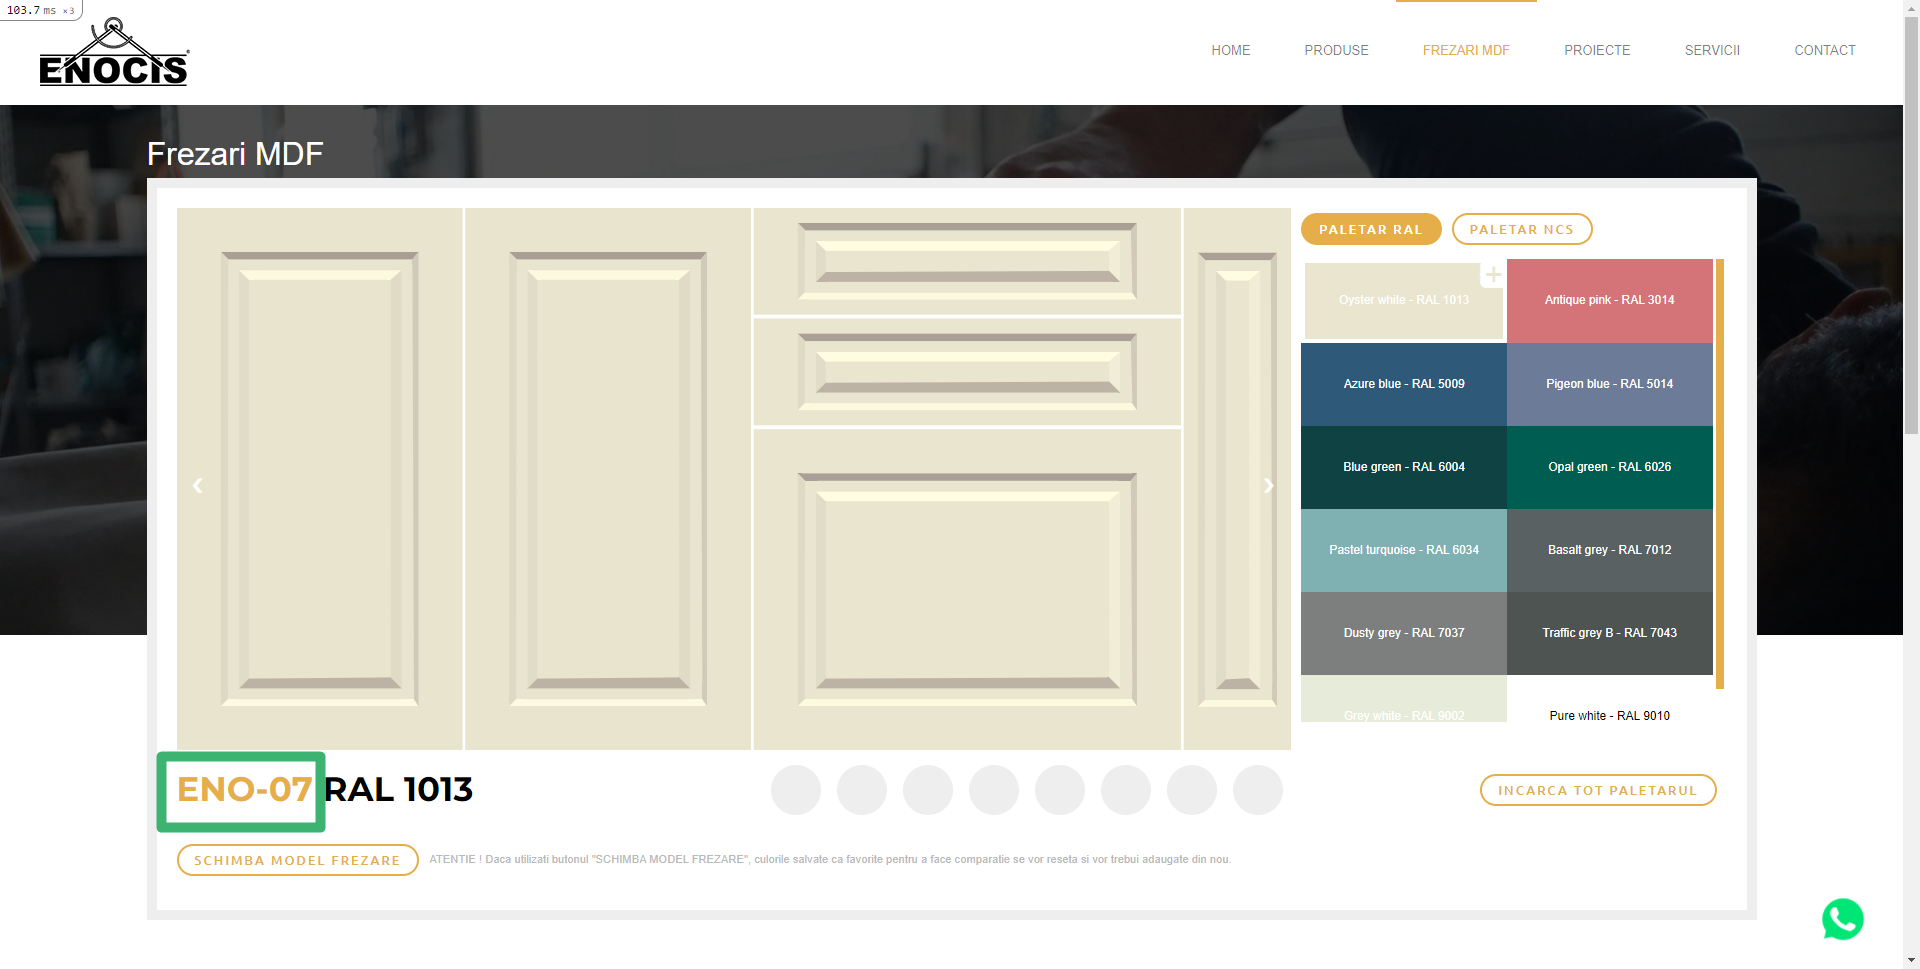 103.7 ms ×3
ENOCIS®
HOME PRODUSE FREZARI MDF PROIECTE SERVICII CONTACT
Frezari MDF
PALETAR RAL PALETAR NCS
Oyster white - RAL 1013 Antique pink - RAL 3014
Azure blue - RAL 5009 Pigeon blue - RAL 5014
Blue green - RAL 6004 Opal green - RAL 6026
Pastel turquoise - RAL 6034 Basalt grey - RAL 7012
Dusty grey - RAL 7037 Traffic grey B - RAL 7043
Grey white - RAL 9002 Pure white - RAL 9010
ENO-07 RAL 1013
INCARCA TOT PALETARUL
SCHIMBA MODEL FREZARE ATENTIE ! Daca utilizati butonul "SCHIMBA MODEL FREZARE", culorile salvate ca favorite pentru a face comparatie se vor reseta si vor trebui adaugate din nou.